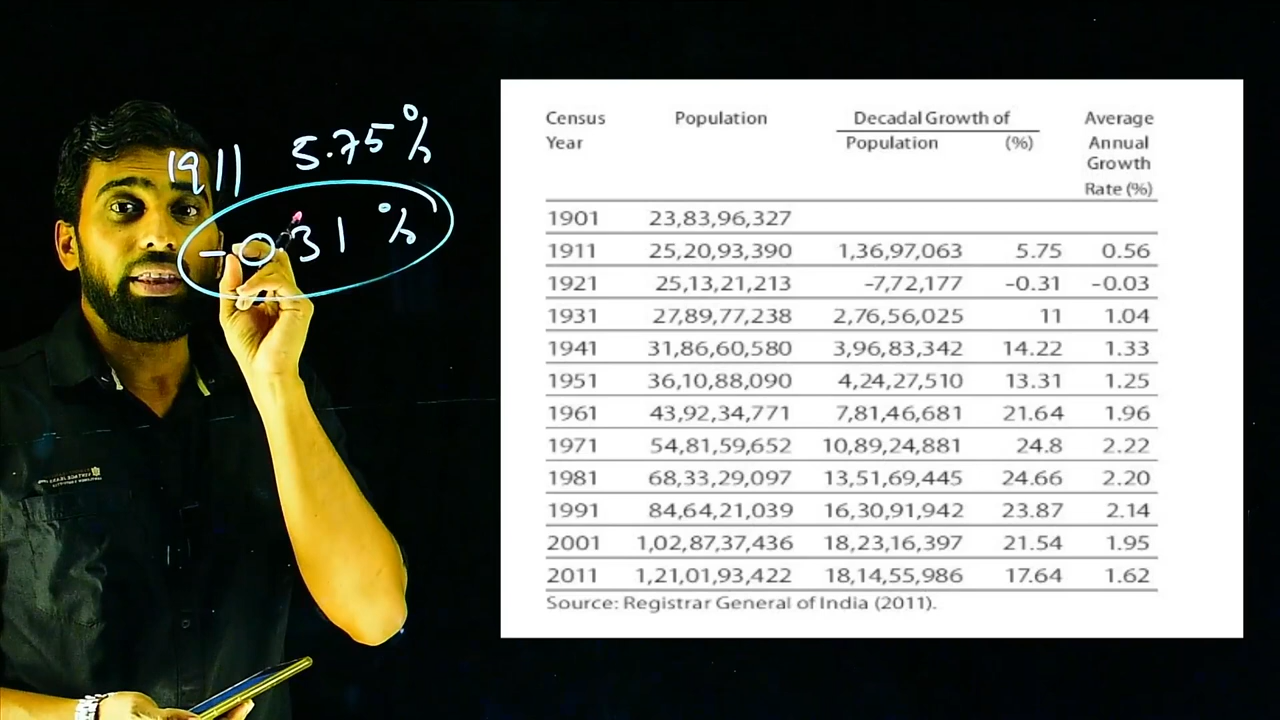 1911 5.75%
-0.31 %
Census Population Decadal Growth of Average
Year Population (%) Annual
Growth
Rate (%)
1901 23,83,96,327
1911 25,20,93,390 1,36,97,063 5.75 0.56
1921 25,13,21,213 -7,72,177 -0.31 -0.03
1931 27,89,77,238 2,76,56,025 11 1.04
1941 31,86,60,580 3,96,83,342 14.22 1.33
1951 36,10,88,090 4,24,27,510 13.31 1.25
1961 43,92,34,771 7,81,46,681 21.64 1.96
1971 54,81,59,652 10,89,24,881 24.8 2.22
1981 68,33,29,097 13,51,69,445 24.66 2.20
1991 84,64,21,039 16,30,91,942 23.87 2.14
2001 1,02,87,37,436 18,23,16,397 21.54 1.95
2011 1,21,01,93,422 18,14,55,986 17.64 1.62
Source: Registrar General of India (2011).